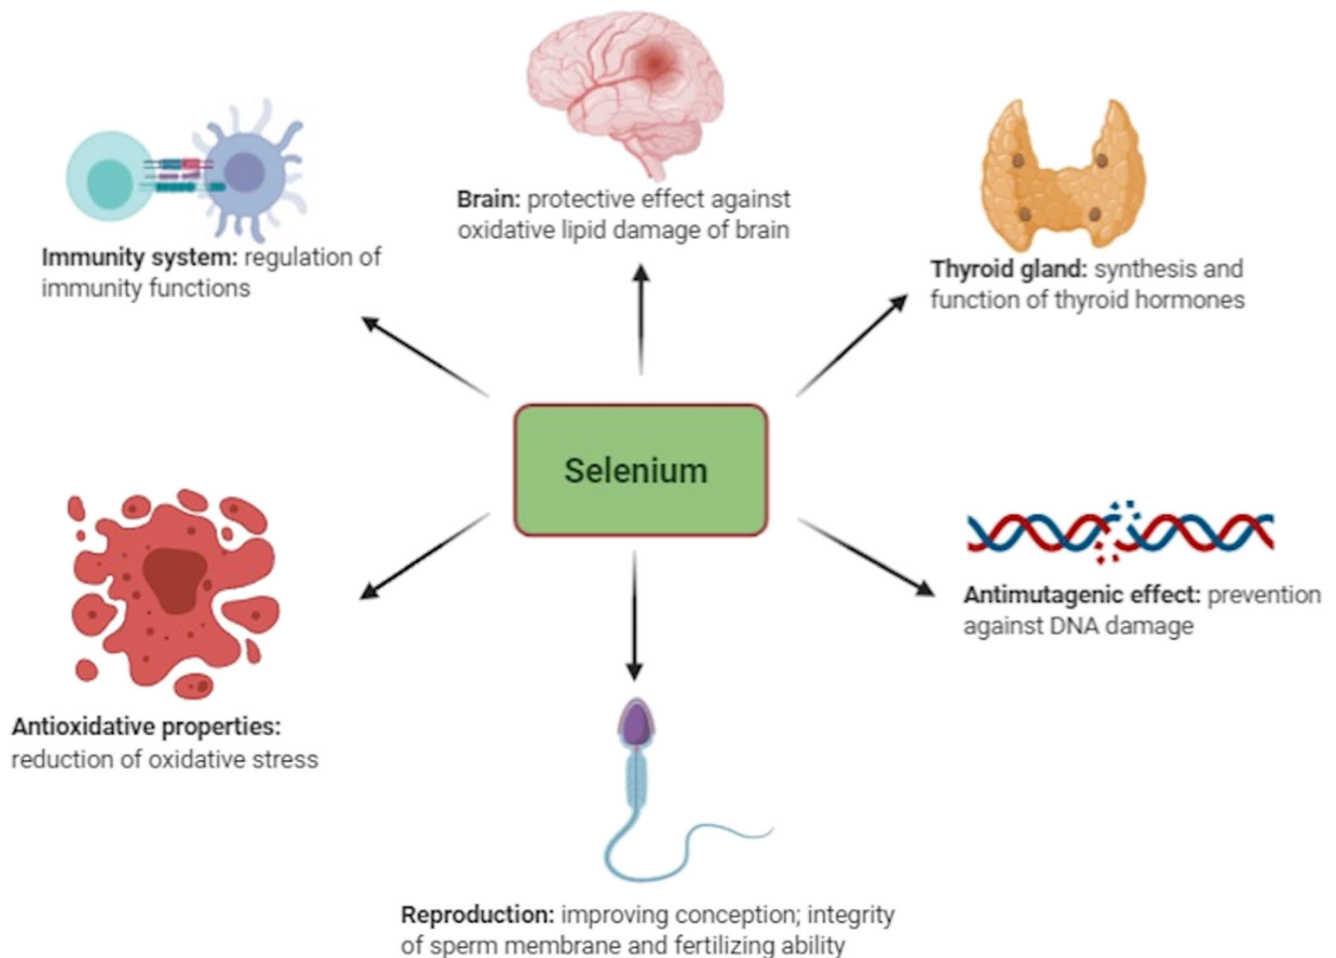 Brain: protective effect against
oxidative lipid damage of brain
Immunity system: regulation of
immunity functions
Thyroid gland: synthesis and
function of thyroid hormones
Selenium
Antimutagenic effect: prevention
against DNA damage
Antioxidative properties:
reduction of oxidative stress
Reproduction: improving conception; integrity
of sperm membrane and fertilizing ability